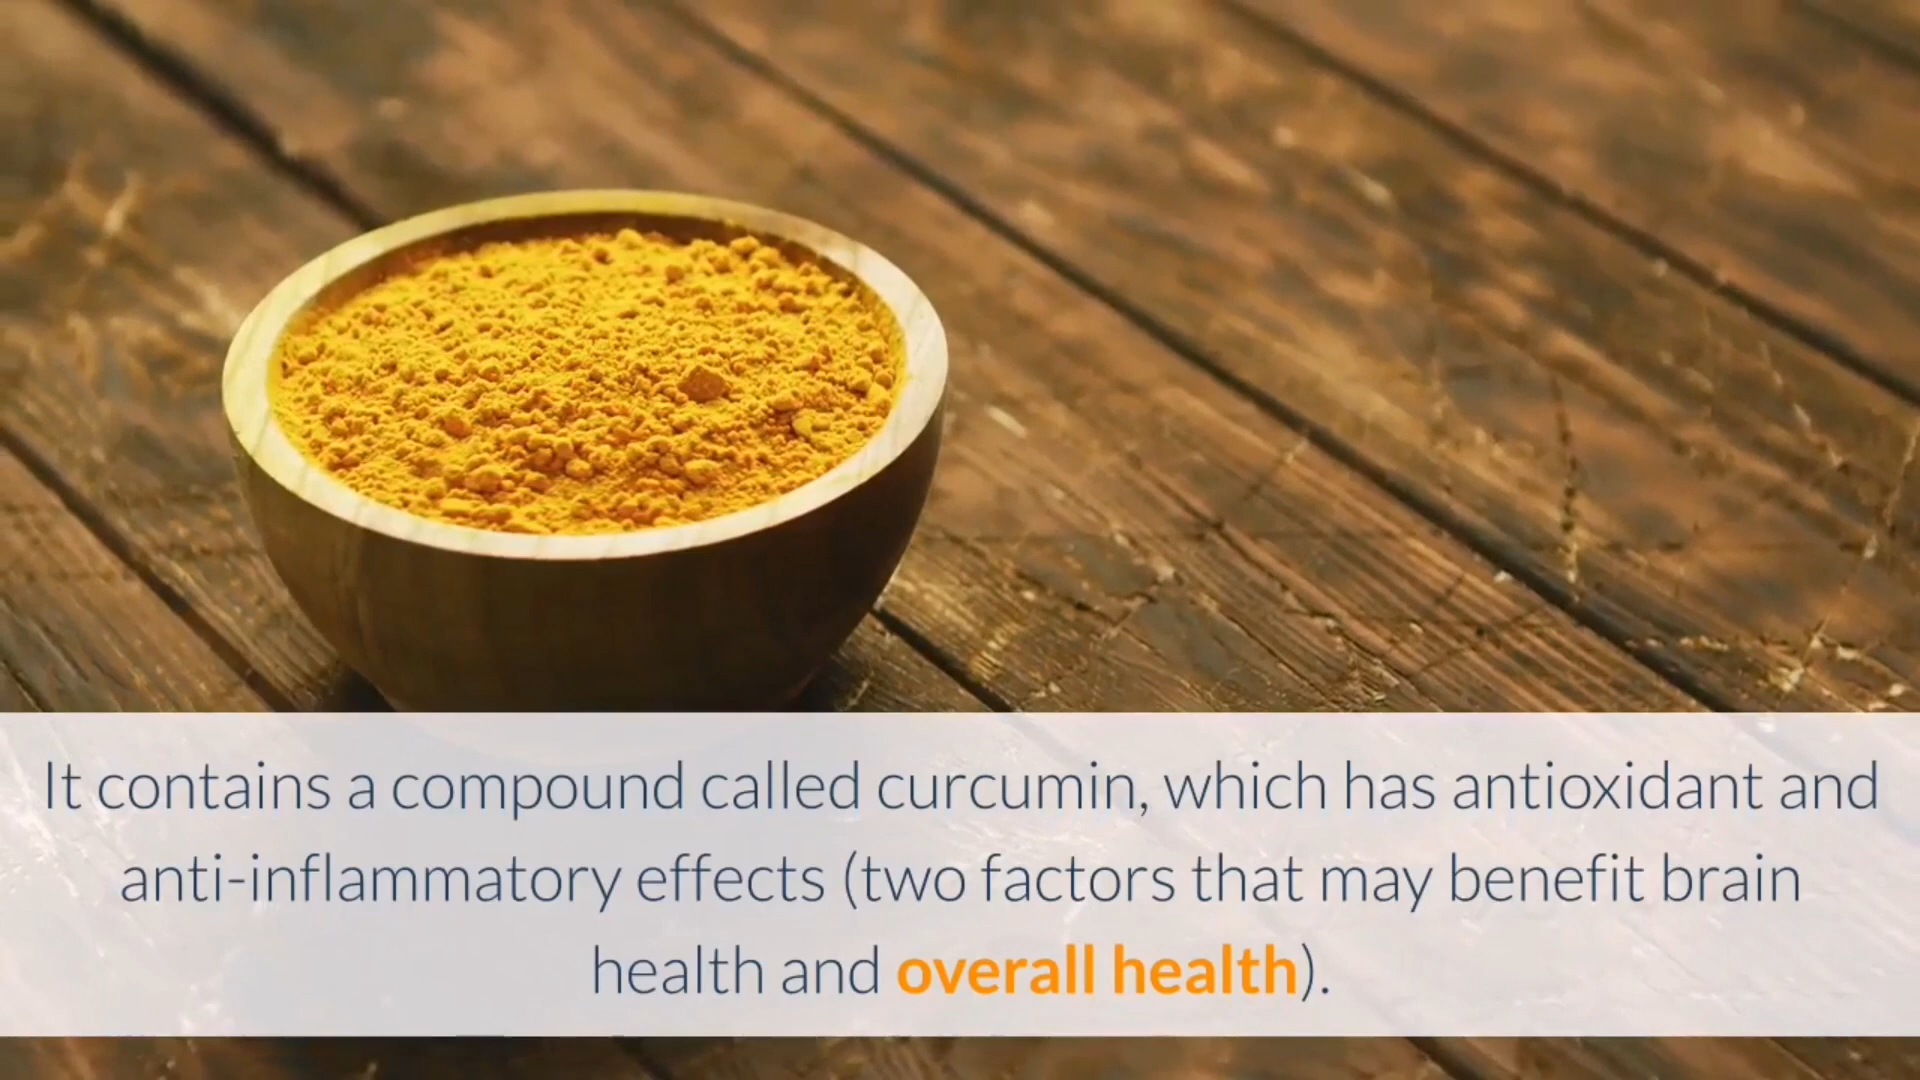 It contains a compound called curcumin, which has antioxidant and
anti-inflammatory effects (two factors that may benefit brain
health and overall health).